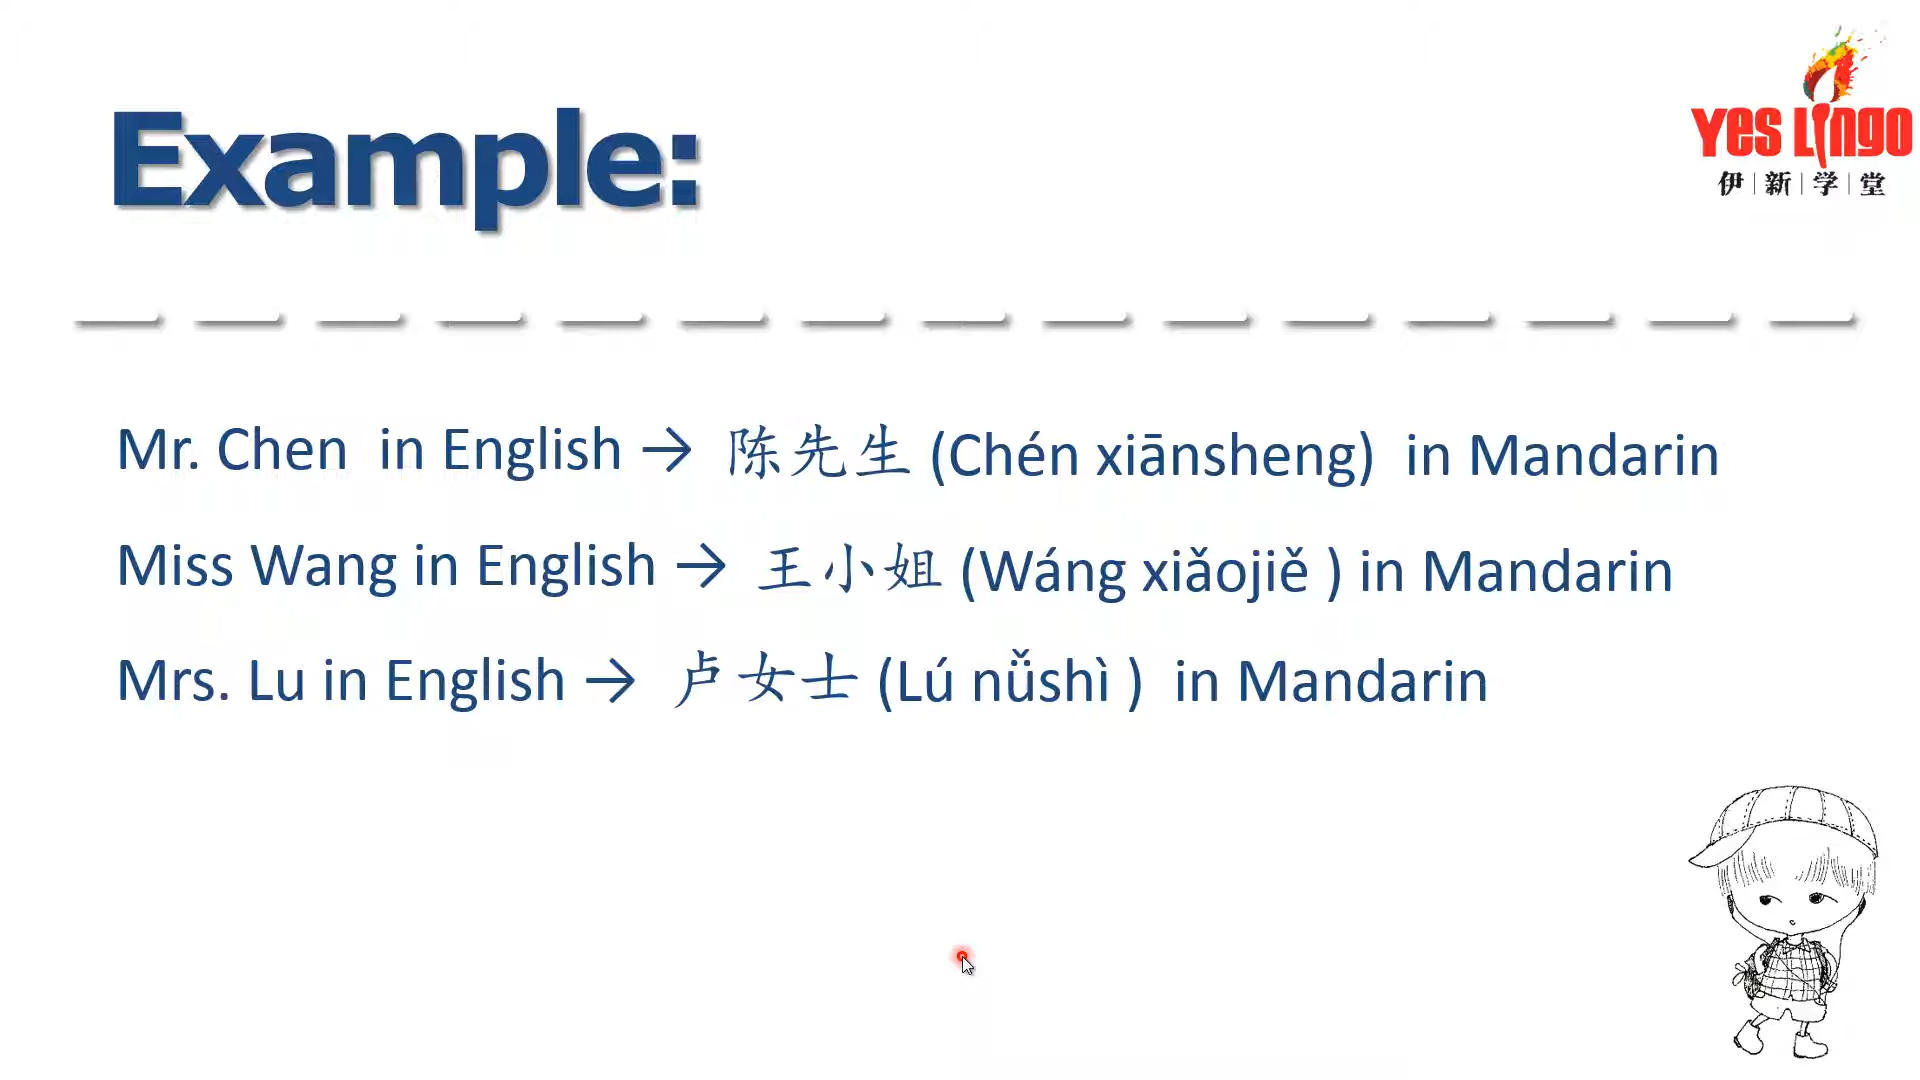 Example:
Yes Lingo
伊|新|学|堂
Mr. Chen in English → 陈先生 (Chén xiānsheng) in Mandarin
Miss Wang in English → 王小姐 (Wáng xiǎojiě ) in Mandarin
Mrs. Lu in English → 卢女士 (Lú nǚshì ) in Mandarin